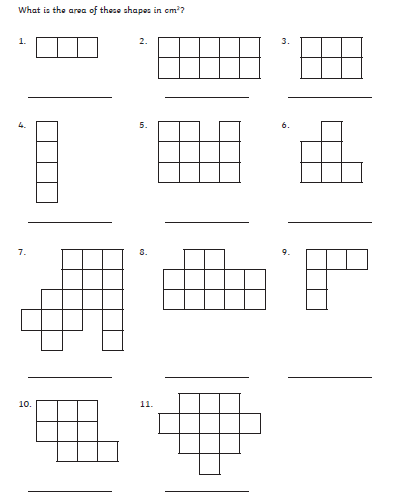 What is the area of these shapes in cm²?
1. 2. 3.
4. 5. 6.
7. 8. 9.
10. 11.